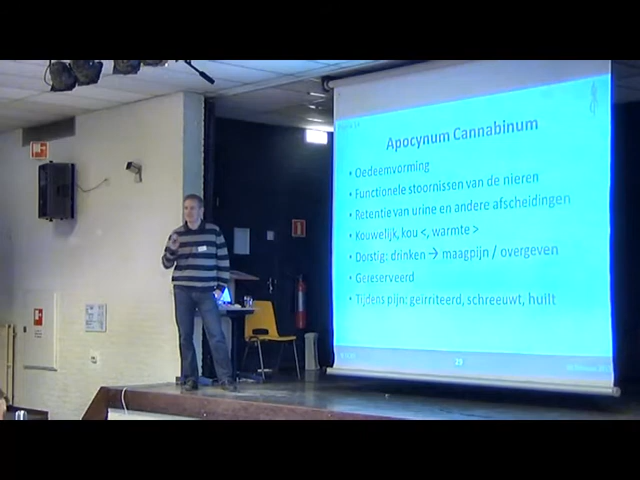 Apocynum Cannabinum
• Oedeemvorming
• Functionele stoornissen van de nieren
• Retentie van urine en andere afscheidingen
• Kouwelijk, kou <, warmte >
• Dorstig: drinken → maagpijn / overgeven
• Gereserveerd
• Tijdens pijn: geïrriteerd, schreeuwt, huilt